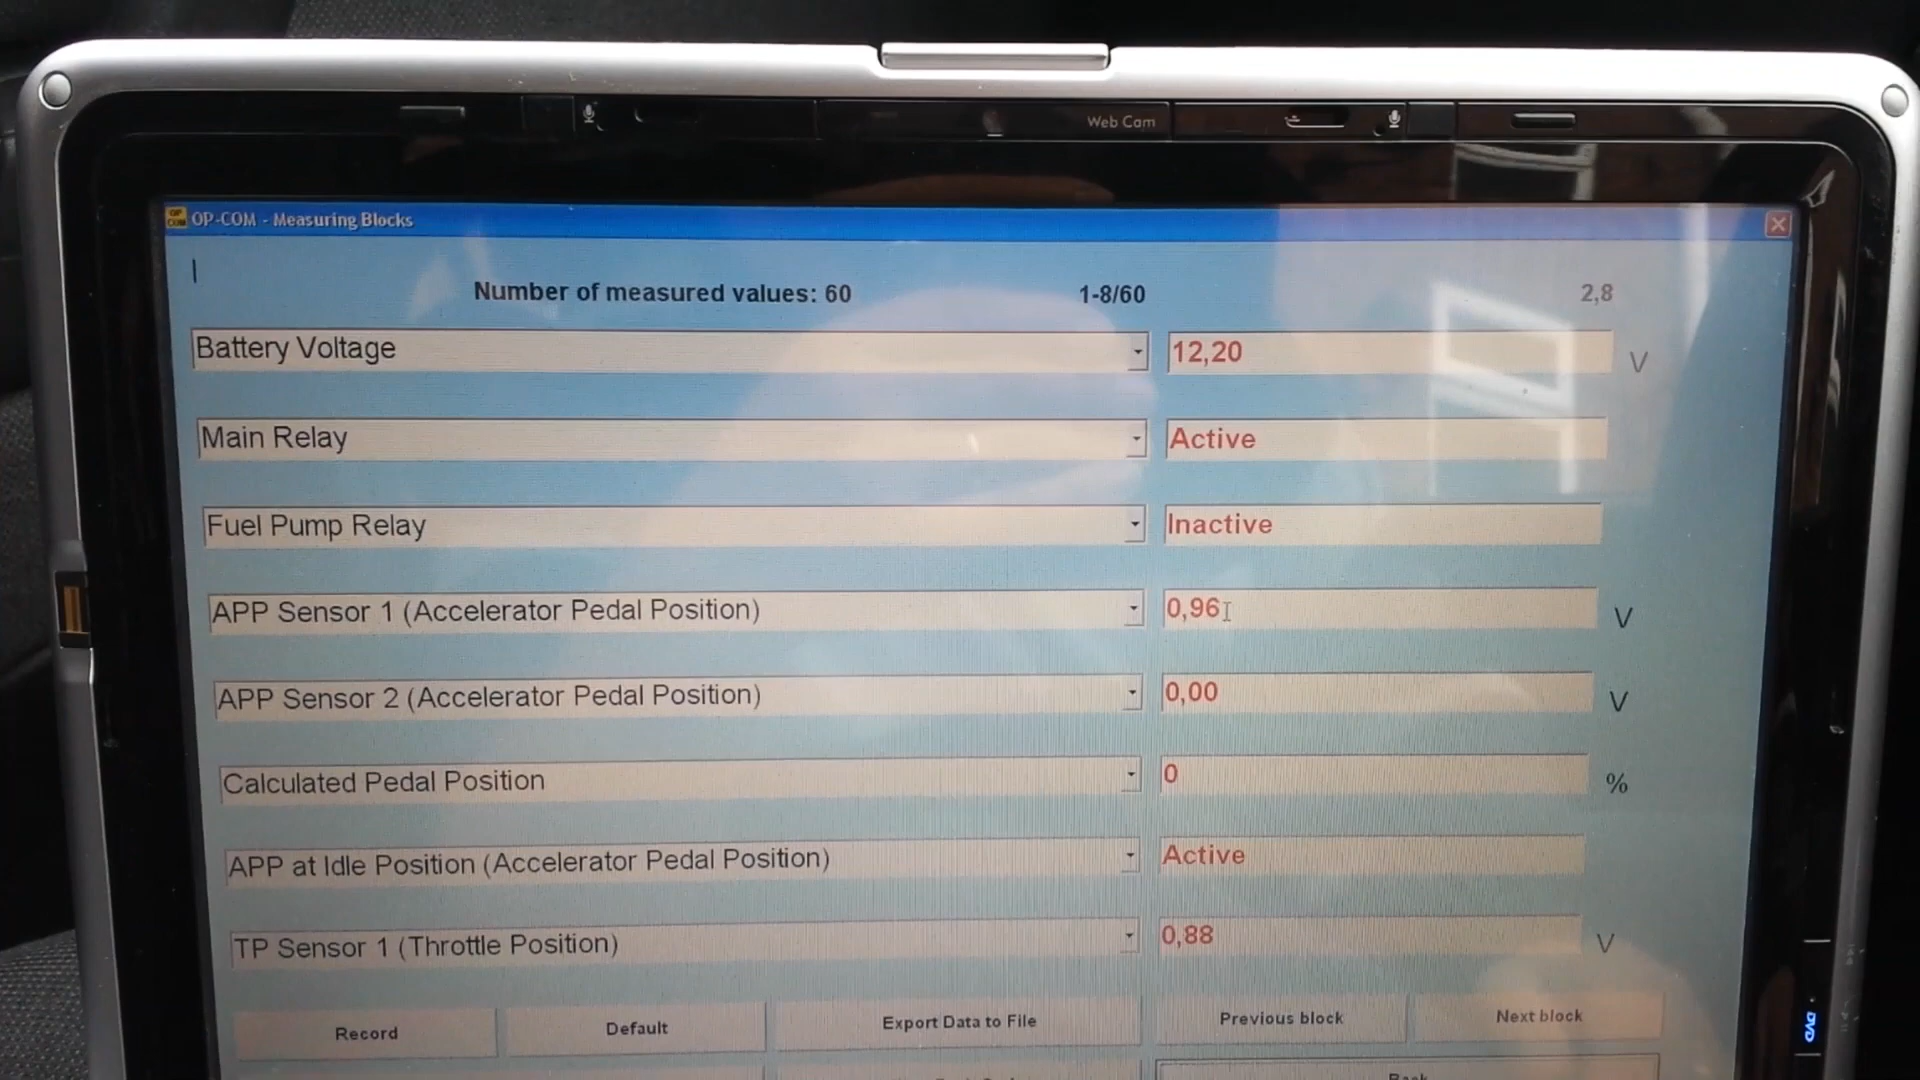 Web Cam
OP-COM - Measuring Blocks
Number of measured values: 60 1-8/60 2,8
Battery Voltage 12,20 V
Main Relay Active
Fuel Pump Relay Inactive
APP Sensor 1 (Accelerator Pedal Position) 0,96 V
APP Sensor 2 (Accelerator Pedal Position) 0,00 V
Calculated Pedal Position 0 %
APP at Idle Position (Accelerator Pedal Position) Active
TP Sensor 1 (Throttle Position) 0,88 V
Record Default Export Data to File Previous block Next block
DVD